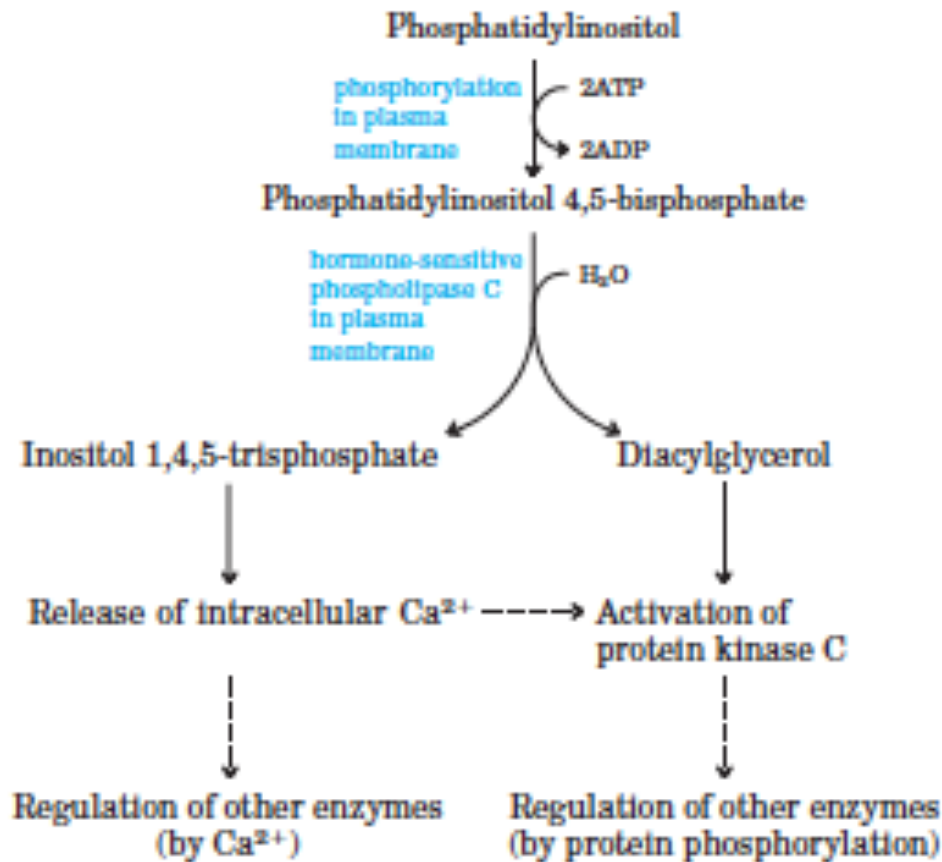 Phosphatidylinositol
phosphorylation
in plasma
membrane
2ATP
2ADP
Phosphatidylinositol 4,5-bisphosphate
hormone-sensitive
phospholipase C
in plasma
membrane
H₂O
Inositol 1,4,5-trisphosphate
Diacylglycerol
Release of intracellular Ca²⁺
Activation of
protein kinase C
Regulation of other enzymes
(by Ca²⁺)
Regulation of other enzymes
(by protein phosphorylation)